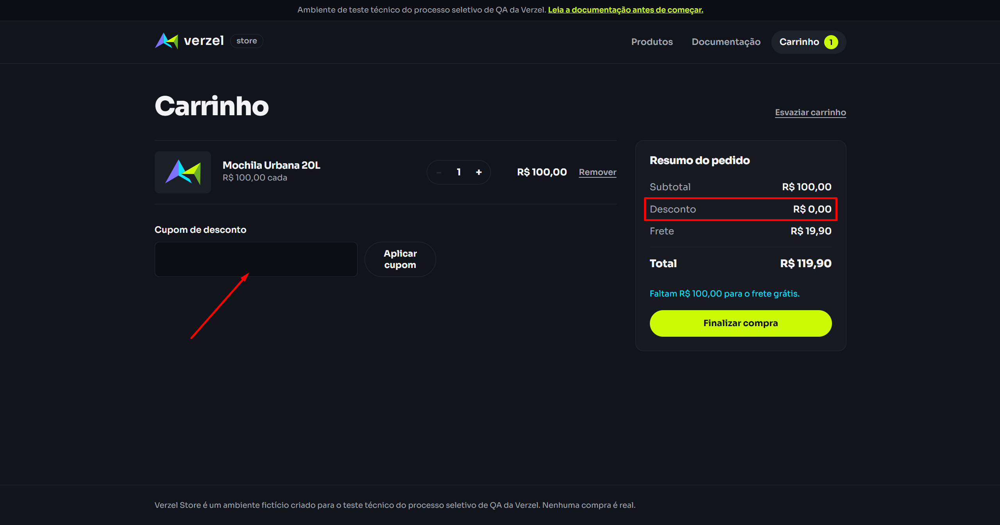 Ambiente de teste técnico do processo seletivo de QA da Verzel. Leia a documentação antes de começar.
verzel store
Produtos Documentação Carrinho 1
Carrinho
Esvaziar carrinho
Mochila Urbana 20L
R$ 100,00 cada
- 1 + R$ 100,00 Remover
Cupom de desconto
Aplicar
cupom
Resumo do pedido
Subtotal R$ 100,00
Desconto R$ 0,00
Frete R$ 19,90
Total R$ 119,90
Faltam R$ 100,00 para o frete grátis.
Finalizar compra
Verzel Store é um ambiente fictício criado para o teste técnico do processo seletivo de QA da Verzel. Nenhuma compra é real.